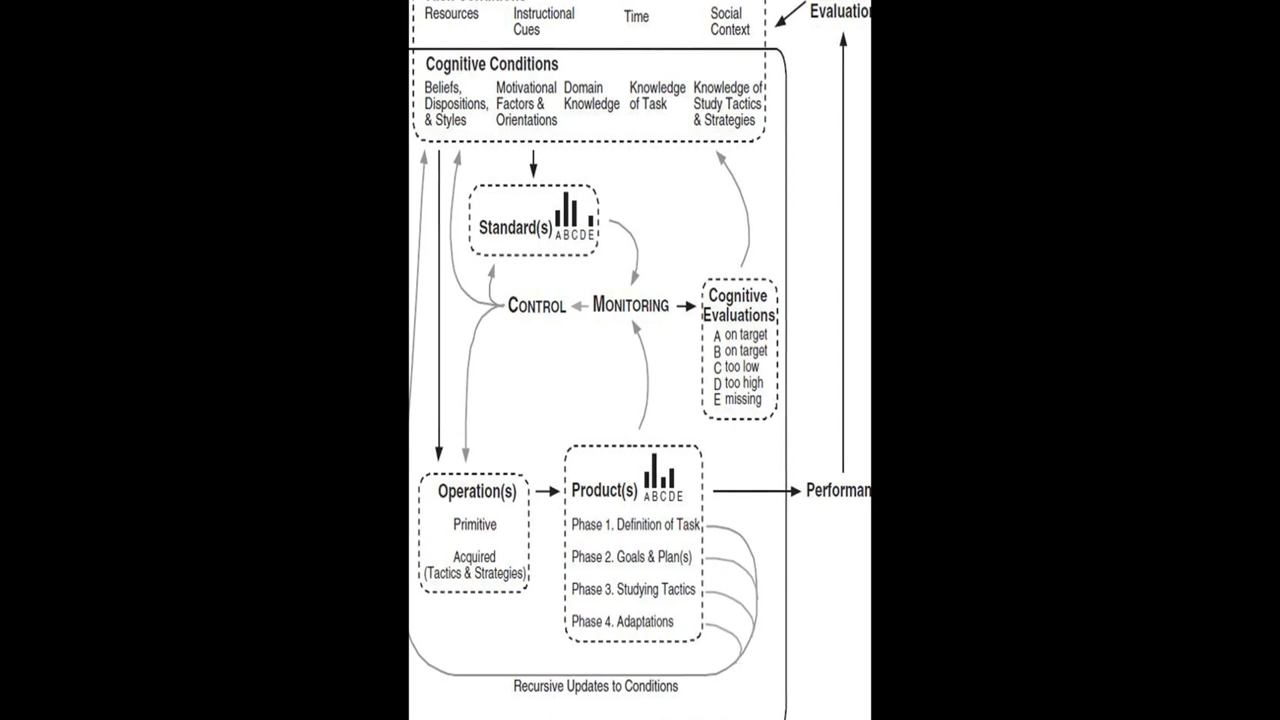 Resources
Instructional
Cues
Time
Social
Context
Evaluation
Cognitive Conditions
Beliefs,
Dispositions,
& Styles
Motivational
Factors &
Orientations
Domain
Knowledge
Knowledge
of Task
Knowledge of
Study Tactics
& Strategies
Standard(s)
A B C D E
CONTROL
MONITORING
Cognitive
Evaluations
A on target
B on target
C too low
D too high
E missing
Operation(s)
Primitive
Acquired
(Tactics & Strategies)
Product(s)
A B C D E
Phase 1. Definition of Task
Phase 2. Goals & Plan(s)
Phase 3. Studying Tactics
Phase 4. Adaptations
Performan
Recursive Updates to Conditions